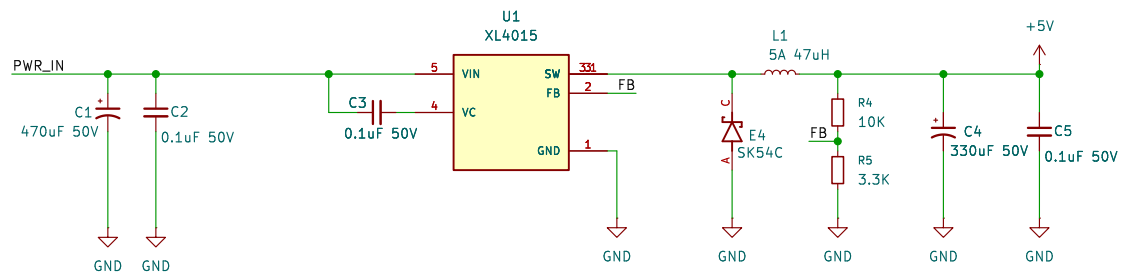 U1
XL4015
+5V
PWR_IN
5
VIN
SW
331
L1
5A 47uH
FB
2
FB
C1
470uF 50V
C2
0.1uF 50V
C3
0.1uF 50V
4
VC
GND
1
C
E4
SK54C
A
R4
10K
FB
R5
3.3K
C4
330uF 50V
C5
0.1uF 50V
GND
GND
GND
GND
GND
GND
GND